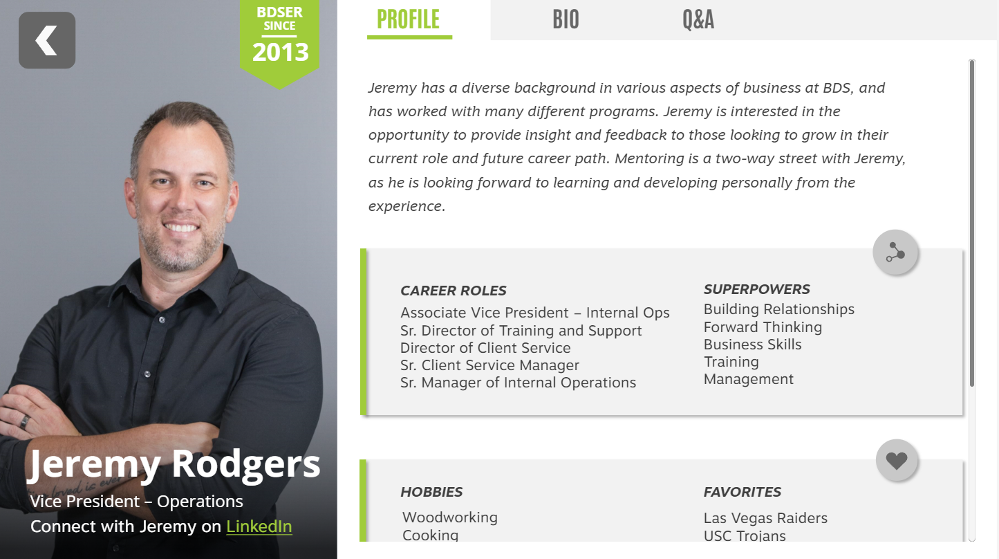 BDSER
SINCE
2013
PROFILE
BIO
Q&A
Jeremy has a diverse background in various aspects of business at BDS, and
has worked with many different programs. Jeremy is interested in the
opportunity to provide insight and feedback to those looking to grow in their
current role and future career path. Mentoring is a two-way street with Jeremy,
as he is looking forward to learning and developing personally from the
experience.
CAREER ROLES
Associate Vice President – Internal Ops
Sr. Director of Training and Support
Director of Client Service
Sr. Client Service Manager
Sr. Manager of Internal Operations
SUPERPOWERS
Building Relationships
Forward Thinking
Business Skills
Training
Management
HOBBIES
Woodworking
Cooking
FAVORITES
Las Vegas Raiders
USC Trojans
Jeremy Rodgers
loved is ever
Vice President – Operations
Connect with Jeremy on LinkedIn